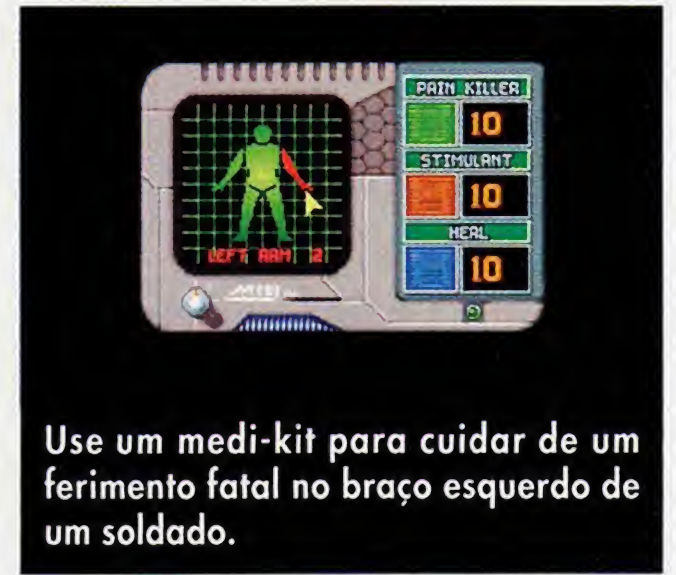 PAIN KILLER
10
STIMULANT
10
HEAL
10
LEFT ARM 2
Use um medi-kit para cuidar de um
ferimento fatal no braço esquerdo de
um soldado.